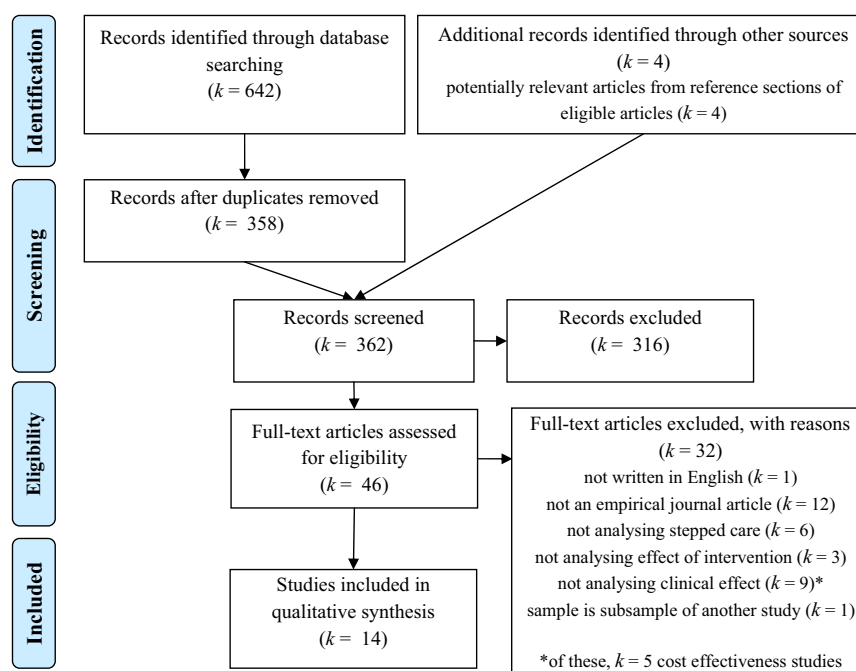 Identification
Records identified through database
searching
(k = 642)
Additional records identified through other sources
(k = 4)
potentially relevant articles from reference sections of
eligible articles (k = 4)
Screening
Records after duplicates removed
(k = 358)
Records screened
(k = 362)
Records excluded
(k = 316)
Eligibility
Full-text articles assessed
for eligibility
(k = 46)
Full-text articles excluded, with reasons
(k = 32)
not written in English (k = 1)
not an empirical journal article (k = 12)
not analysing stepped care (k = 6)
not analysing effect of intervention (k = 3)
not analysing clinical effect (k = 9)*
sample is subsample of another study (k = 1)
*of these, k = 5 cost effectiveness studies
Included
Studies included in
qualitative synthesis
(k = 14)